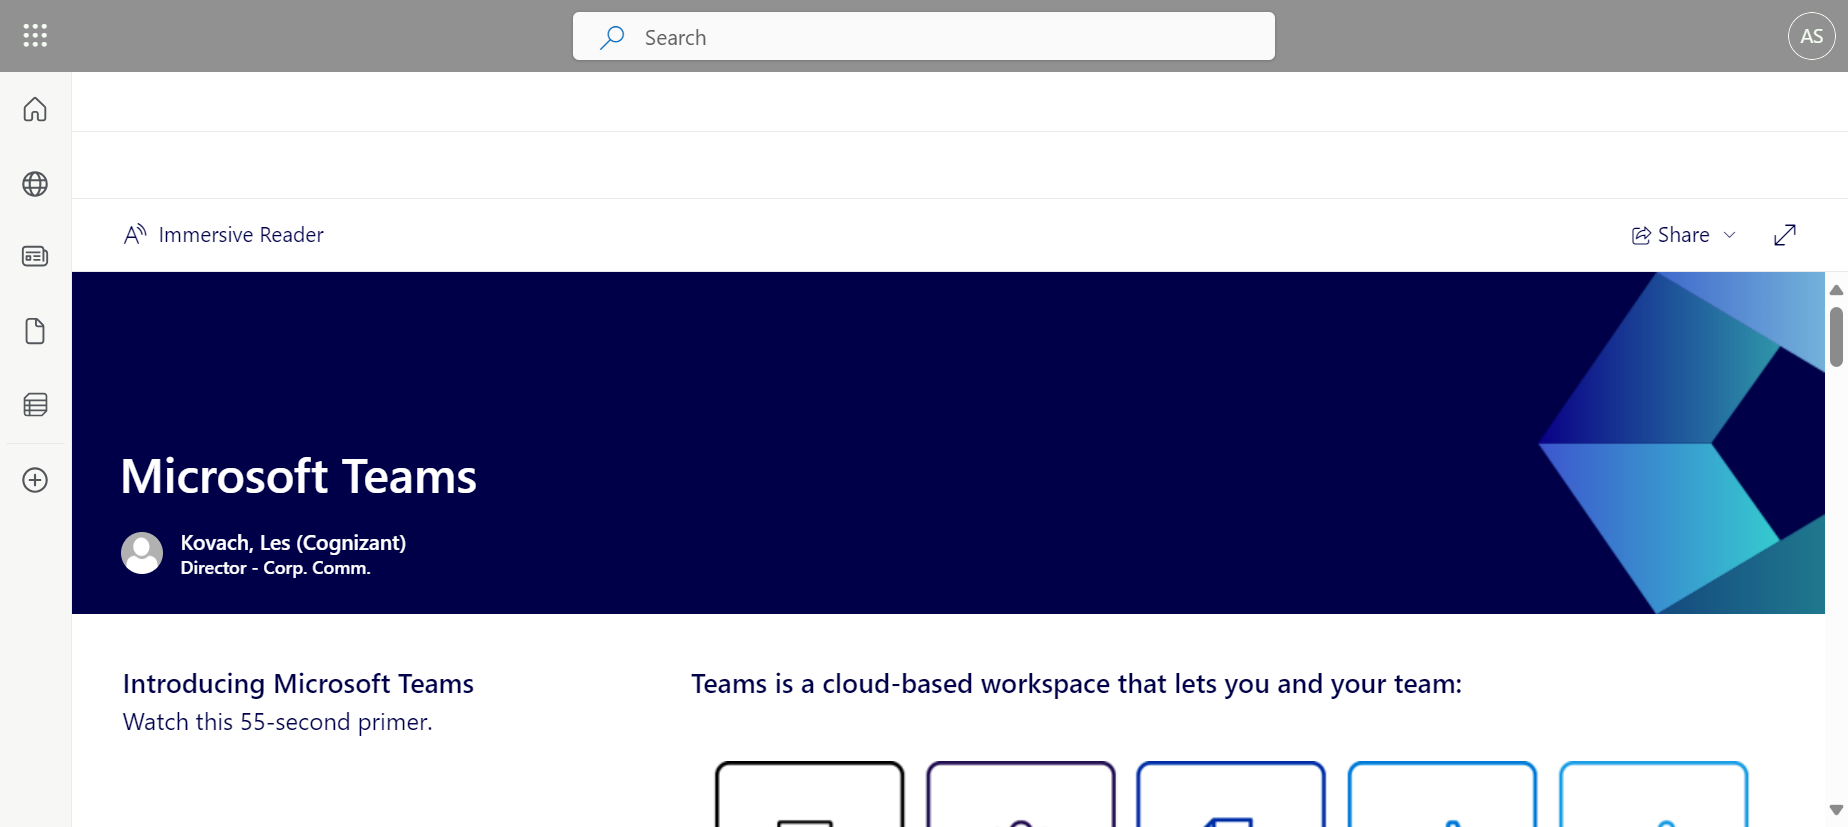 Search
AS
Immersive Reader
Share
Microsoft Teams
Kovach, Les (Cognizant)
Director - Corp. Comm.
Introducing Microsoft Teams
Watch this 55-second primer.
Teams is a cloud-based workspace that lets you and your team: